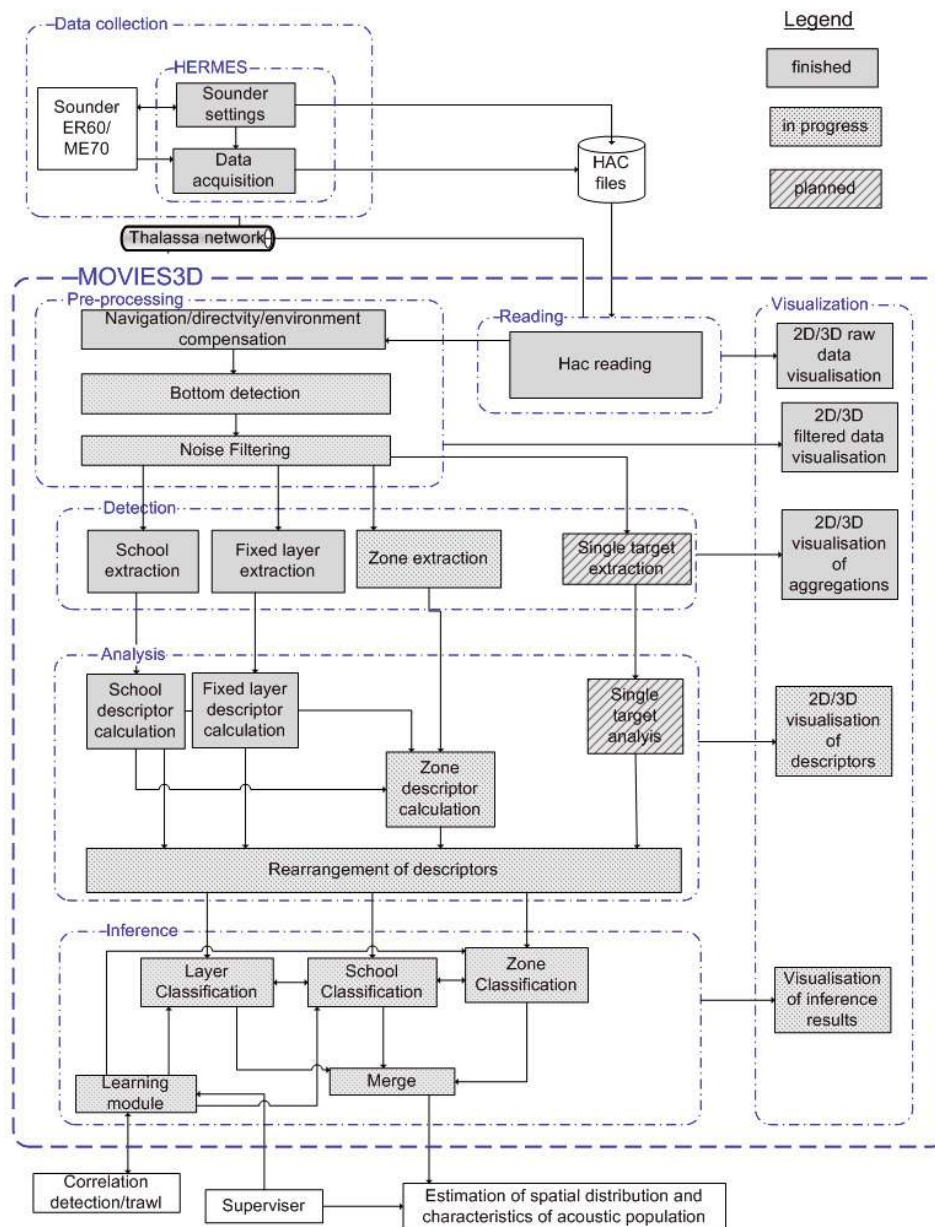 Data collection
HERMES
Sounder
ER60/
ME70
Sounder
settings
Data
acquisition
HAC
files
Legend
finished
in progress
planned
Thalassa network
MOVIES3D
Pre-processing
Navigation/directvity/environment
compensation
Bottom detection
Noise Filtering
Reading
Hac reading
Visualization
2D/3D raw
data
visualisation
2D/3D
filtered data
visualisation
Detection
School
extraction
Fixed layer
extraction
Zone extraction
Single target
extraction
2D/3D
visualisation
of
aggregations
Analysis
School
descriptor
calculation
Fixed layer
descriptor
calculation
Zone
descriptor
calculation
Single
target
analyis
2D/3D
visualisation
of
descriptors
Rearrangement of descriptors
Inference
Layer
Classification
School
Classification
Zone
Classification
Visualisation
of inference
results
Learning
module
Merge
Correlation
detection/trawl
Superviser
Estimation of spatial distribution and
characteristics of acoustic population